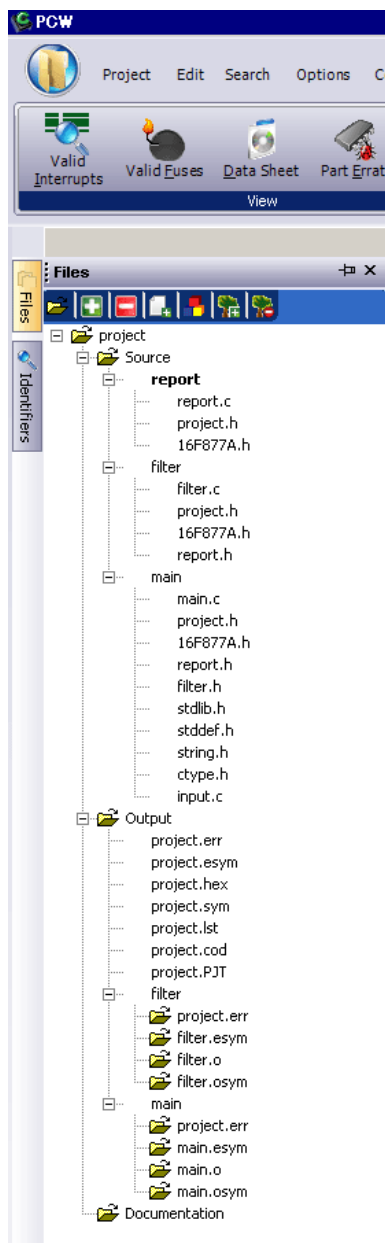 PCW
Project Edit Search Options
Valid Interrupts Valid Fuses Data Sheet Part Errat
View
Files
Files
Identifiers
project
Source
report
report.c
project.h
16F877A.h
filter
filter.c
project.h
16F877A.h
report.h
main
main.c
project.h
16F877A.h
report.h
filter.h
stdlib.h
stddef.h
string.h
ctype.h
input.c
Output
project.err
project.esym
project.hex
project.sym
project.lst
project.cod
project.PJT
filter
project.err
filter.esym
filter.o
filter.osym
main
project.err
main.esym
main.o
main.osym
Documentation